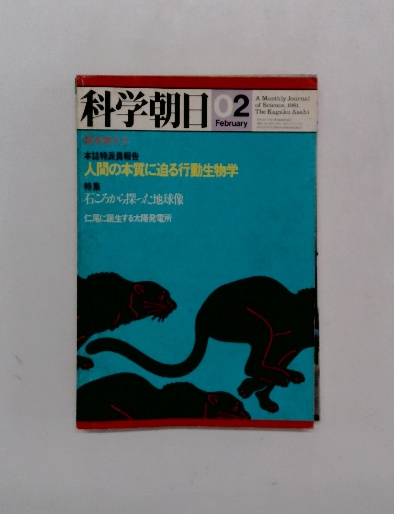 科学朝日
02
February
A Monthly Journal
of Science, 1981
The Kagaku Asahi
本誌特派員報告
人間の本質に迫る行動生物学
特集
石ころから探った地球像
仁尾に誕生する太陽発電所